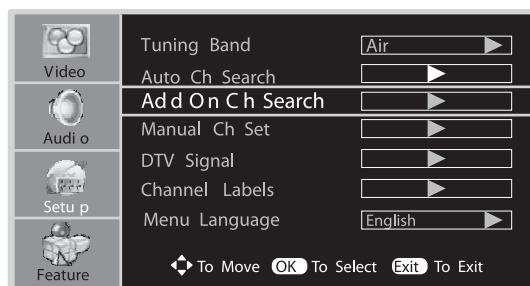 Video
Audi o
Setu p
Feature
Tuning Band Air
Auto Ch Search
Ad d On C h Search
Manual Ch Set
DTV Signal
Channel Labels
Menu Language English
To Move OK To Select Exit To Exit